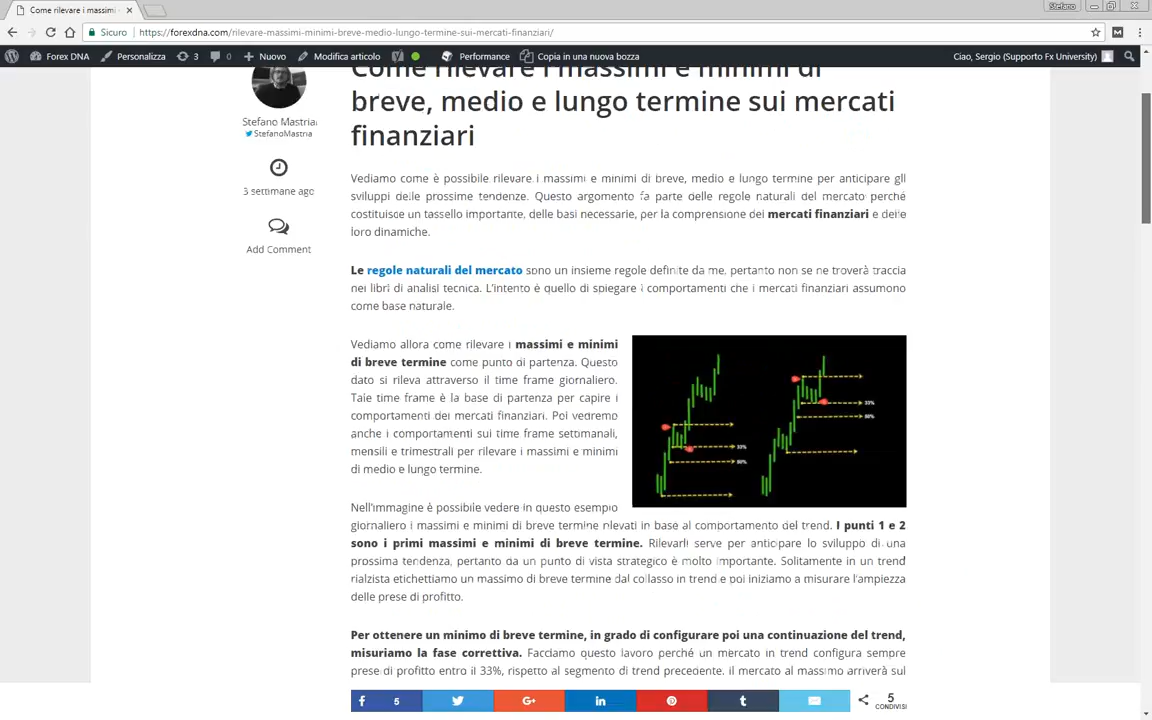 Come rilevare i massimi
Stefano
Sicuro
https://forexdna.com/rilevare-massimi-minimi-breve-medio-lungo-termine-sui-mercati-finanziari/
Forex DNA
Personalizza
3
0
Nuovo
Modifica articolo
Performance
Copia in una nuova bozza
Ciao, Sergio (Supporto Fx University)
Stefano Mastria
StefanoMastria
3 settimane ago
Add Comment
Come rilevare i massimi e minimi di
breve, medio e lungo termine sui mercati
finanziari
Vediamo come è possibile rilevare i massimi e minimi di breve, medio e lungo termine per anticipare gli
sviluppi delle prossime tendenze. Questo argomento fa parte delle regole naturali del mercato perché
costituisce un tassello importante, delle basi necessarie, per la comprensione dei mercati finanziari e delle
loro dinamiche.
Le regole naturali del mercato sono un insieme regole definite da me, pertanto non se ne troverà traccia
nei libri di analisi tecnica. L'intento è quello di spiegare i comportamenti che i mercati finanziari assumono
come base naturale.
Vediamo allora come rilevare i massimi e minimi
di breve termine come punto di partenza. Questo
dato si rileva attraverso il time frame giornaliero.
Tale time frame è la base di partenza per capire i
comportamenti dei mercati finanziari. Poi vedremo
anche i comportamenti sui time frame settimanali,
mensili e trimestrali per rilevare i massimi e minimi
di medio e lungo termine.
33%
50%
33%
50%
Nell'immagine è possibile vedere in questo esempio
giornaliero i massimi e minimi di breve termine rilevati in base al comportamento del trend. I punti 1 e 2
sono i primi massimi e minimi di breve termine. Rilevarli serve per anticipare lo sviluppo di una
prossima tendenza, pertanto da un punto di vista strategico è molto importante. Solitamente in un trend
rialzista etichettiamo un massimo di breve termine dal collasso in trend e poi iniziamo a misurare l'ampiezza
delle prese di profitto.
Per ottenere un minimo di breve termine, in grado di configurare poi una continuazione del trend,
misuriamo la fase correttiva. Facciamo questo lavoro perché un mercato in trend configura sempre
prese di profitto entro il 33%, rispetto al segmento di trend precedente. Il mercato al massimo arriverà sul
5
5
CONDIVISI